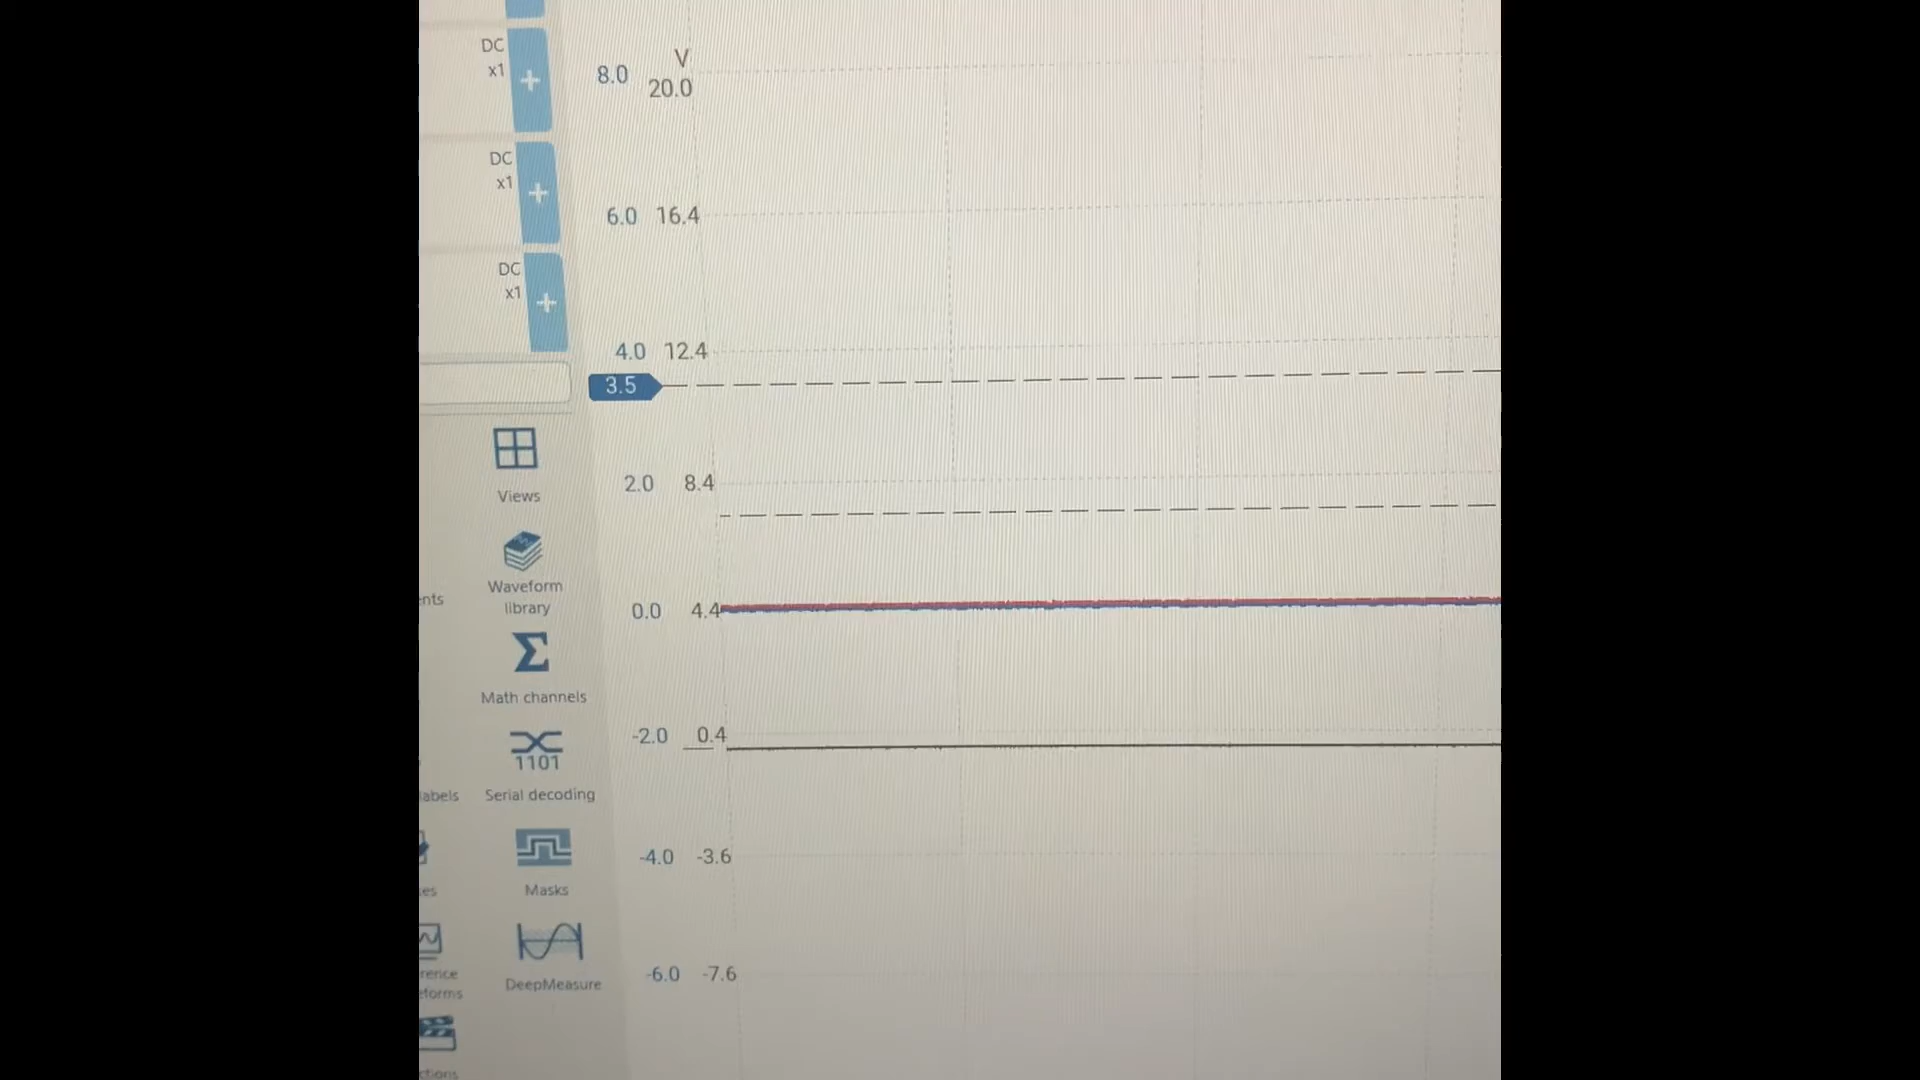 DC
x1
+
DC
x1
+
DC
x1
+
V
8.0 20.0
6.0 16.4
4.0 12.4
3.5
2.0 8.4
0.0 4.4
-2.0 0.4
-4.0 -3.6
-6.0 -7.6
Views
Waveform
library
nts
Math channels
1101
Serial decoding
labels
Masks
es
DeepMeasure
rence
eforms
ctions